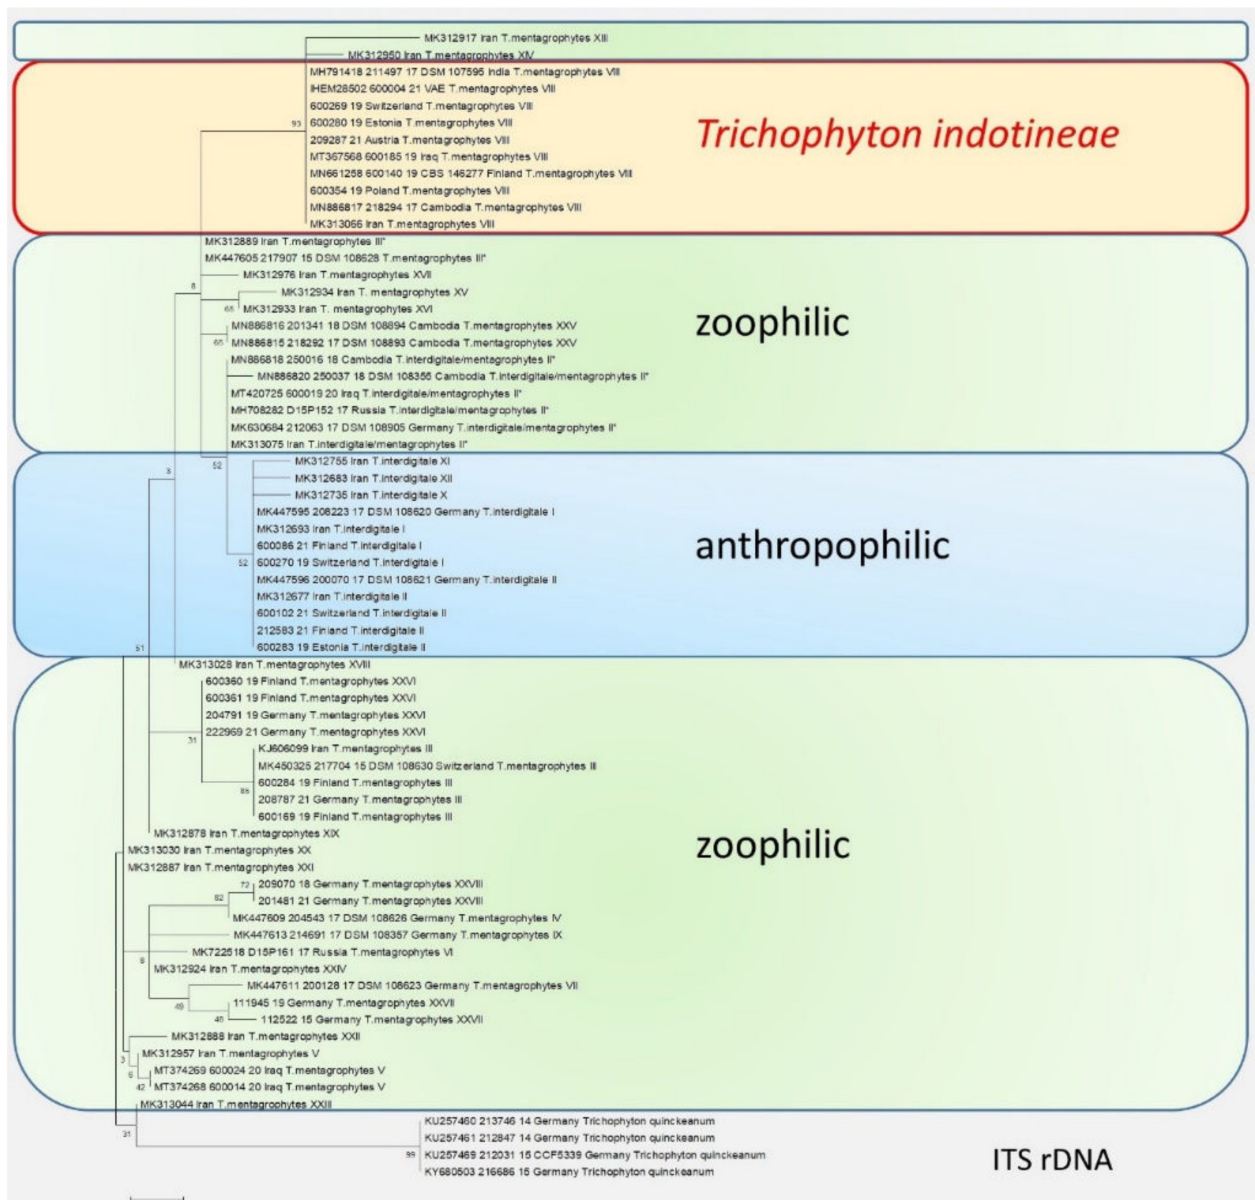 MK312917 Iran T.mentagrophytes XIII
MK312950 Iran T.mentagrophytes XIV
MH791418 211497 17 DSM 107595 India T.mentagrophytes VIII
IHEM28502 600004 21 VAE T.mentagrophytes VIII
600269 19 Switzerland T.mentagrophytes VIII
600280 19 Estonia T.mentagrophytes VIII
93
209287 21 Austria T.mentagrophytes VIII
Trichophyton indotineae
MT367568 600185 19 Iraq T.mentagrophytes VIII
MN661258 600140 19 CBS 146277 Finland T.mentagrophytes VIII
600354 19 Poland T.mentagrophytes VIII
MN886817 218294 17 Cambodia T.mentagrophytes VIII
MK313066 Iran T.mentagrophytes VIII
MK312889 Iran T.mentagrophytes III*
MK447605 217907 15 DSM 108628 T.mentagrophytes III*
MK312976 Iran T.mentagrophytes XVII
MK312934 Iran T. mentagrophytes XV
MK312933 Iran T. mentagrophytes XVI
zoophilic
MN886816 201341 18 DSM 108894 Cambodia T.mentagrophytes XXV
MN886815 218292 17 DSM 108893 Cambodia T.mentagrophytes XXV
MN886818 250016 18 Cambodia T.interdigitale/mentagrophytes II*
MN886820 250037 18 DSM 108356 Cambodia T.interdigitale/mentagrophytes II*
MT420725 600019 20 Iraq T.interdigitale/mentagrophytes II*
MH708282 D15P152 17 Russia T.interdigitale/mentagrophytes II*
MK630684 212063 17 DSM 108905 Germany T.interdigitale/mentagrophytes II*
MK313075 Iran T.interdigitale/mentagrophytes II*
52
MK312755 Iran T.interdigitale XI
3
MK312683 Iran T.interdigitale XII
MK312735 Iran T.interdigitale X
MK447595 208223 17 DSM 108620 Germany T.interdigitale I
MK312693 Iran T.interdigitale I
600086 21 Finland T.interdigitale I
anthropophilic
52
600270 19 Switzerland T.interdigitale I
MK447596 200070 17 DSM 108621 Germany T.interdigitale II
MK312677 Iran T.interdigitale II
600102 21 Switzerland T.interdigitale II
212583 21 Finland T.interdigitale II
600283 19 Estonia T.interdigitale II
51
MK313028 Iran T.mentagrophytes XVIII
600360 19 Finland T.mentagrophytes XXVI
600361 19 Finland T.mentagrophytes XXVI
204791 19 Germany T.mentagrophytes XXVI
222969 21 Germany T.mentagrophytes XXVI
31
KJ606099 Iran T.mentagrophytes III
MK450325 217704 15 DSM 108630 Switzerland T.mentagrophytes III
600284 19 Finland T.mentagrophytes III
208787 21 Germany T.mentagrophytes III
600169 19 Finland T.mentagrophytes III
MK312878 Iran T.mentagrophytes XIX
zoophilic
MK313030 Iran T.mentagrophytes XX
MK312887 Iran T.mentagrophytes XXI
72
209070 18 Germany T.mentagrophytes XXVIII
82
201481 21 Germany T.mentagrophytes XXVIII
MK447609 204543 17 DSM 108626 Germany T.mentagrophytes IV
MK447613 214691 17 DSM 108357 Germany T.mentagrophytes IX
MK722518 D15P161 17 Russia T.mentagrophytes VI
MK312924 Iran T.mentagrophytes XXIV
MK447611 200128 17 DSM 108623 Germany T.mentagrophytes VII
49
111945 19 Germany T.mentagrophytes XXVII
112522 15 Germany T.mentagrophytes XXVII
MK312888 Iran T.mentagrophytes XXII
MK312957 Iran T.mentagrophytes V
3
MT374269 600024 20 Iraq T.mentagrophytes V
42
MT374268 600014 20 Iraq T.mentagrophytes V
MK313044 Iran T.mentagrophytes XXIII
KU257460 213746 14 Germany Trichophyton quinckeanum
31
KU257461 212847 14 Germany Trichophyton quinckeanum
99
KU257469 212031 15 CCF5339 Germany Trichophyton quinckeanum
KY680503 216686 15 Germany Trichophyton quinckeanum
ITS rDNA